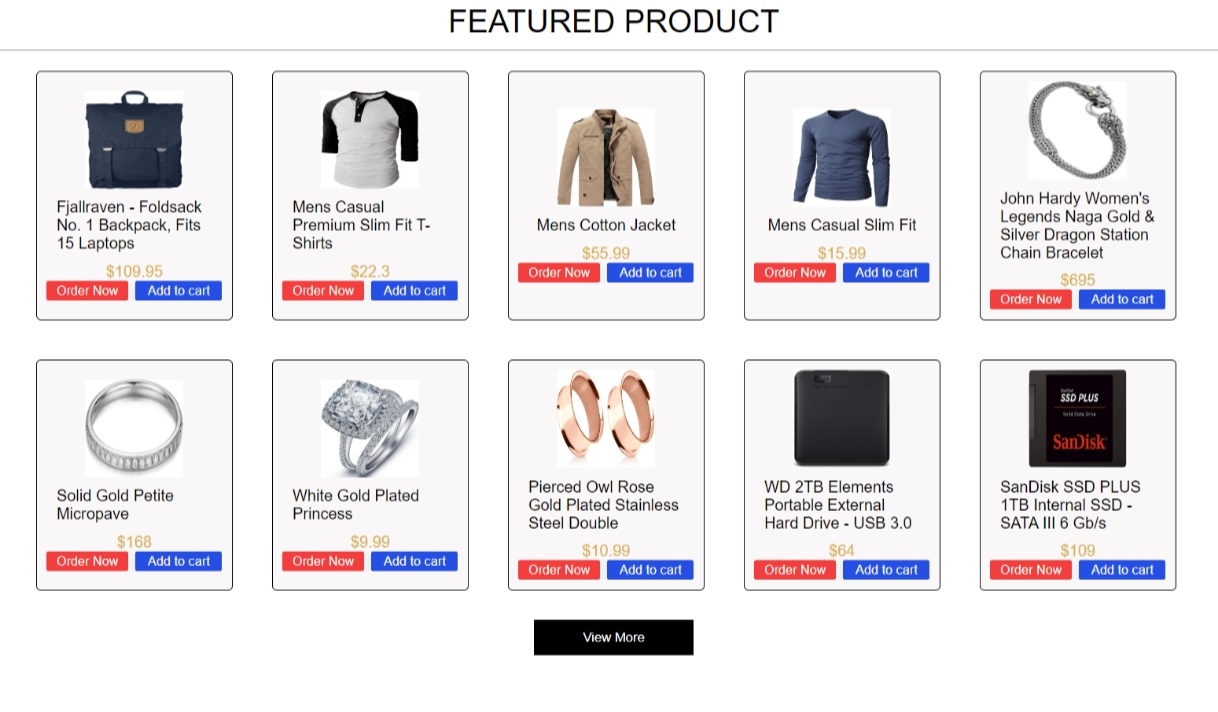 FEATURED PRODUCT
Fjallraven - Foldsack
No. 1 Backpack, Fits
15 Laptops
$109.95
Order Now Add to cart
Mens Casual
Premium Slim Fit T-
Shirts
$22.3
Order Now Add to cart
Mens Cotton Jacket
$55.99
Order Now Add to cart
Mens Casual Slim Fit
$15.99
Order Now Add to cart
John Hardy Women's
Legends Naga Gold &
Silver Dragon Station
Chain Bracelet
$695
Order Now Add to cart
Solid Gold Petite
Micropave
$168
Order Now Add to cart
White Gold Plated
Princess
$9.99
Order Now Add to cart
Pierced Owl Rose
Gold Plated Stainless
Steel Double
$10.99
Order Now Add to cart
WD
WD 2TB Elements
Portable External
Hard Drive - USB 3.0
$64
Order Now Add to cart
SanDisk
SSD PLUS
Solid State Drive
SanDisk
SanDisk SSD PLUS
1TB Internal SSD -
SATA III 6 Gb/s
$109
Order Now Add to cart
View More